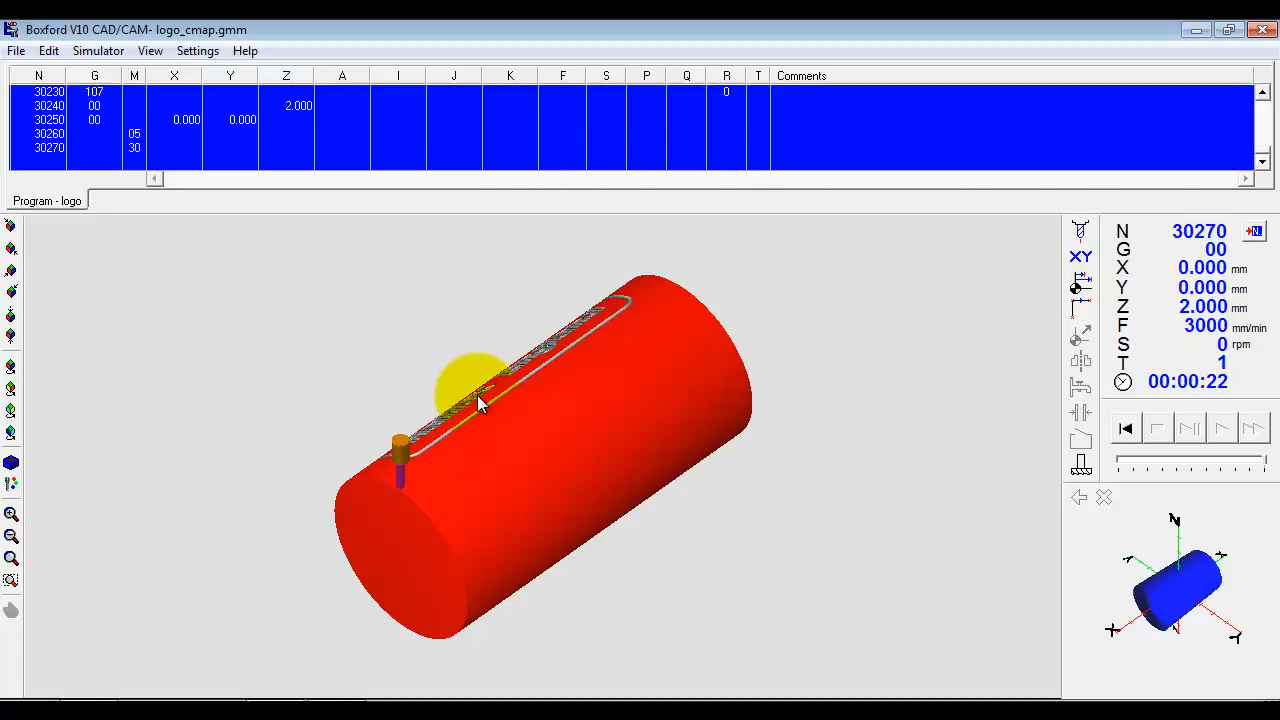 Boxford V10 CAD/CAM- logo_cmap.gmm
File Edit Simulator View Settings Help
N G M X Y Z A I J K F S P Q R T Comments
30230 107 0
30240 00 2.000
30250 00 0.000 0.000
30260 05
30270 30
Program - logo
N 30270
G 00
XY
X 0.000 mm
Y 0.000 mm
Z 2.000 mm
F 3000 mm/min
S 0 rpm
T 1
00:00:22